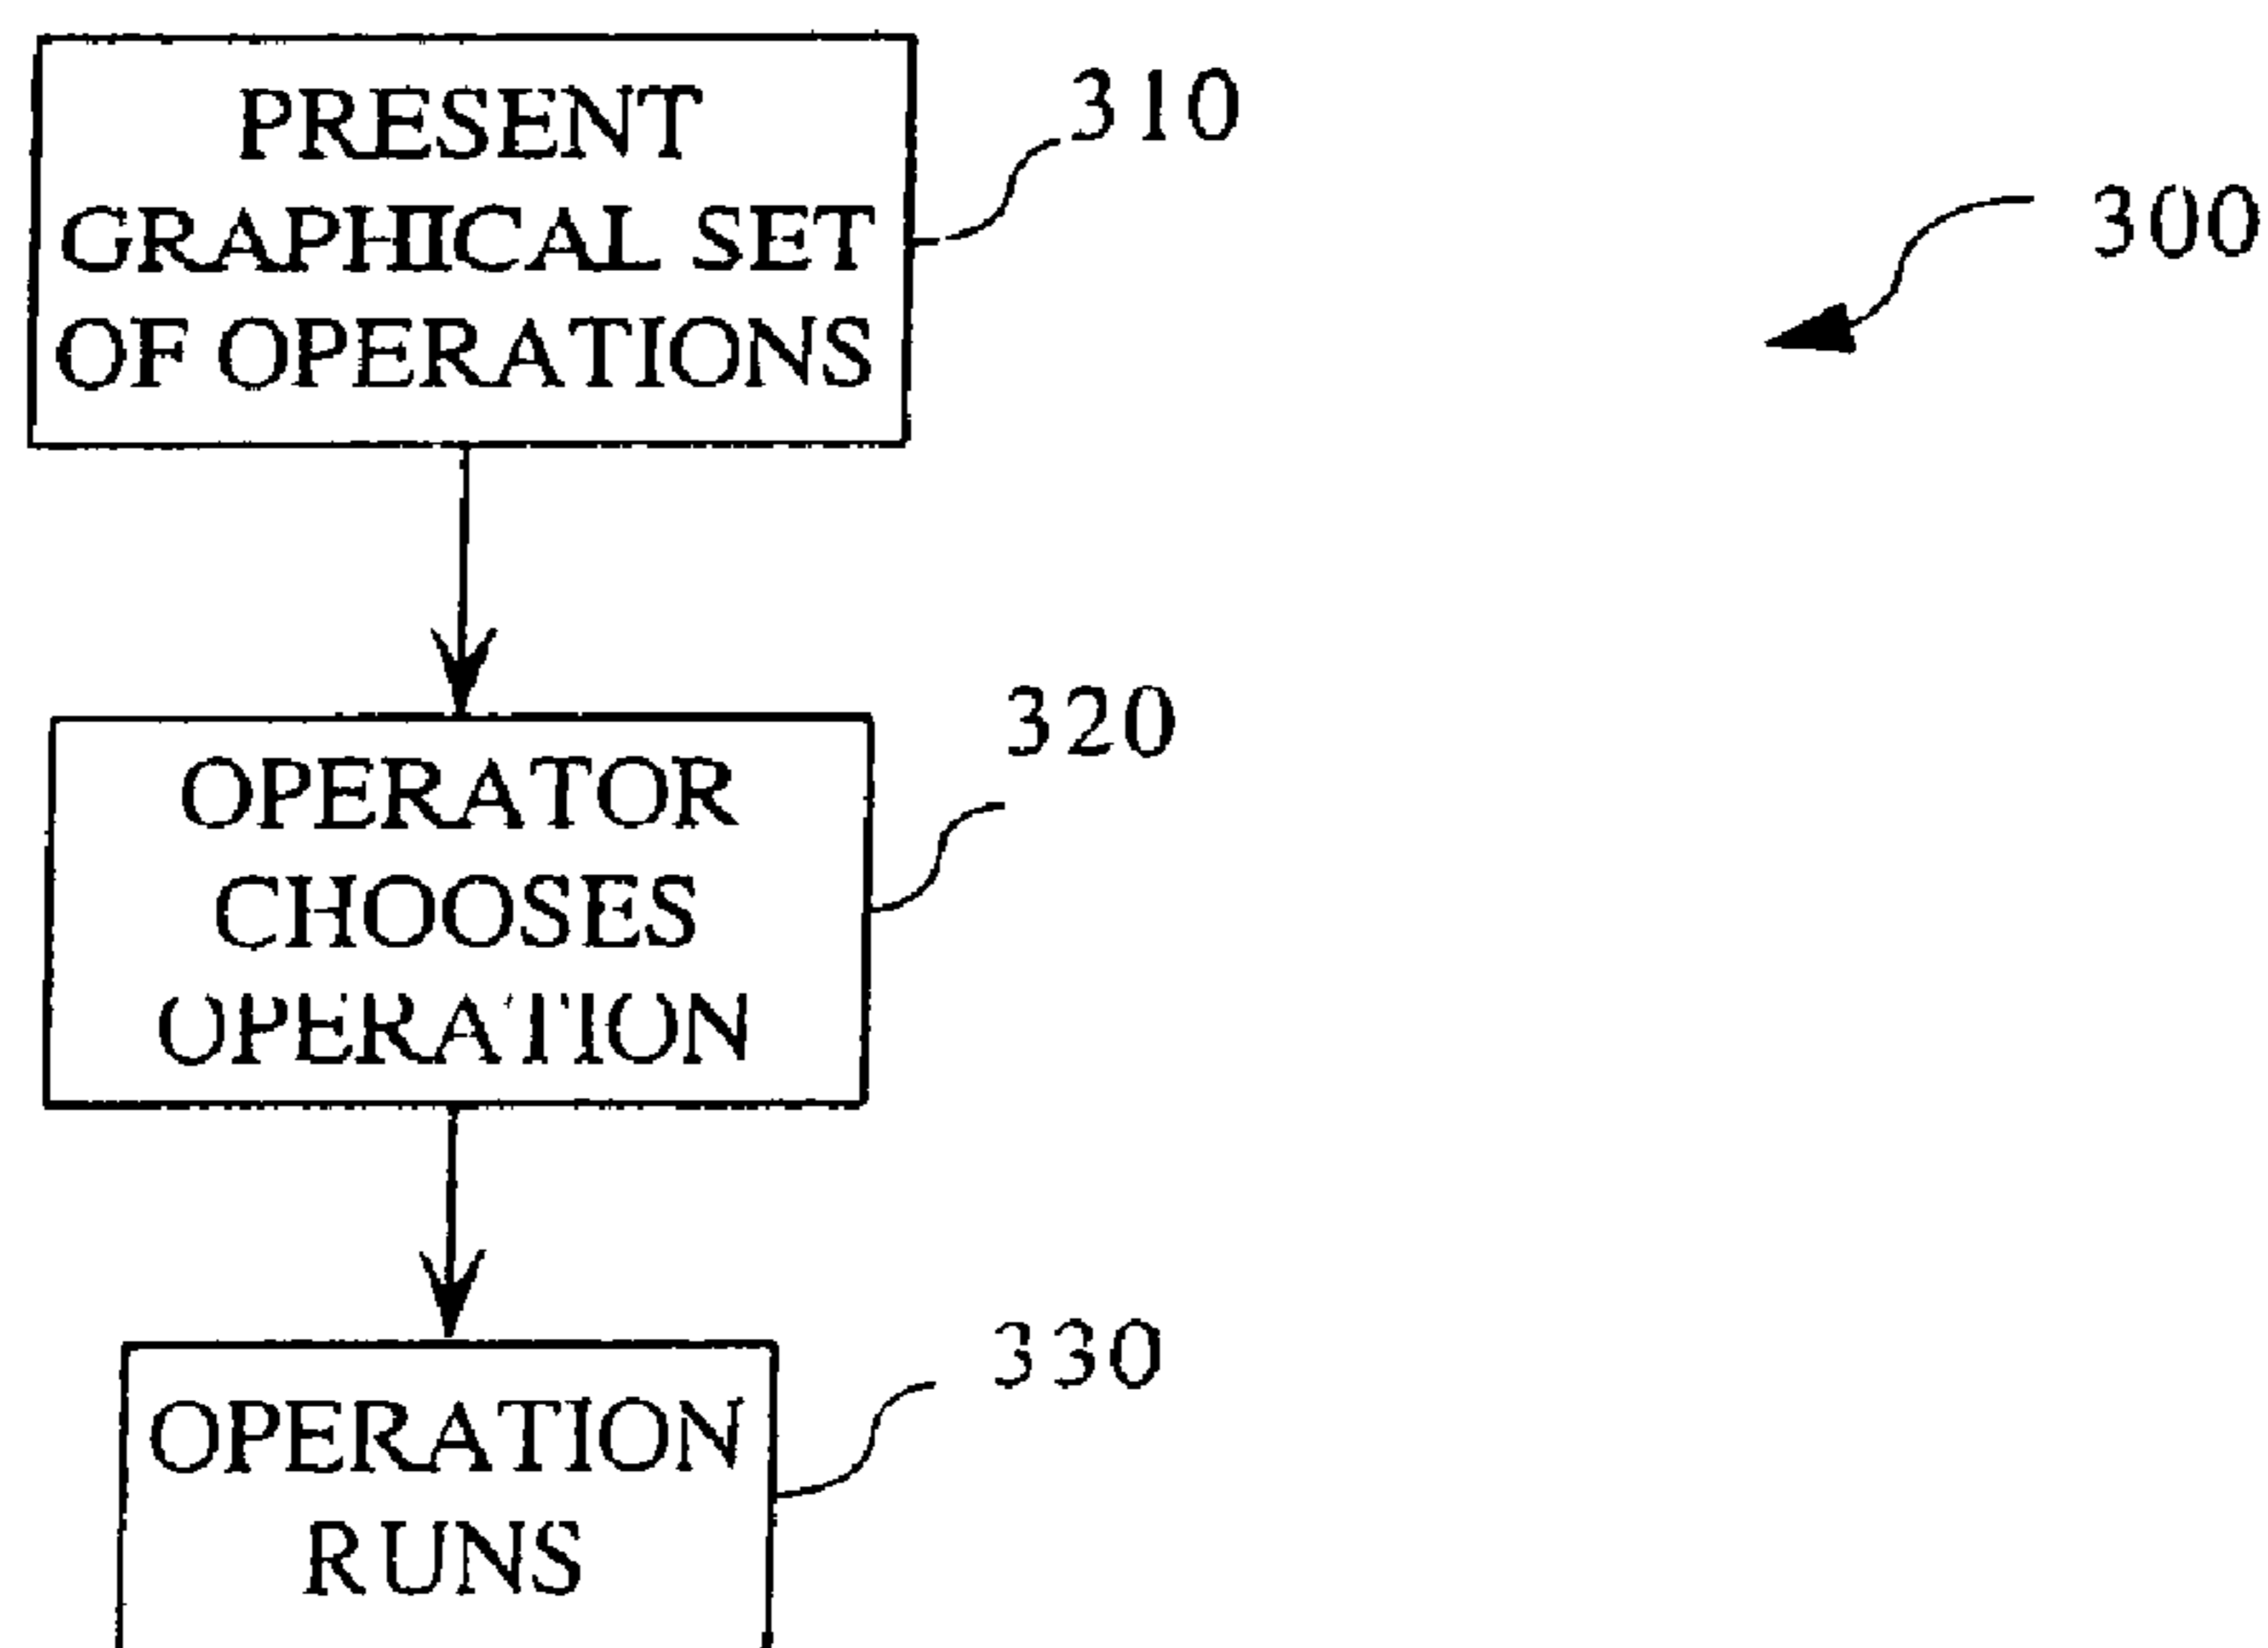 PRESENT
GRAPHICAL SET
OF OPERATIONS
310
300
OPERATOR
CHOOSES
OPERATION
320
OPERATION
RUNS
330